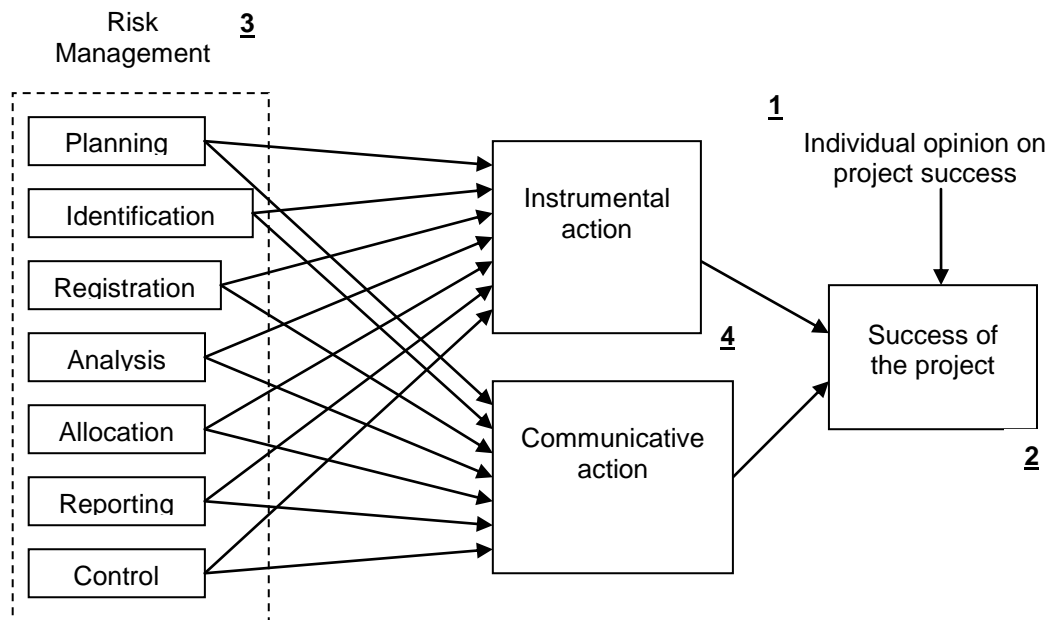 Risk
Management
3
Planning
Identification
Registration
Analysis
Allocation
Reporting
Control
Instrumental
action
Communicative
action
4
1
Individual opinion on
project success
Success of
the project
2